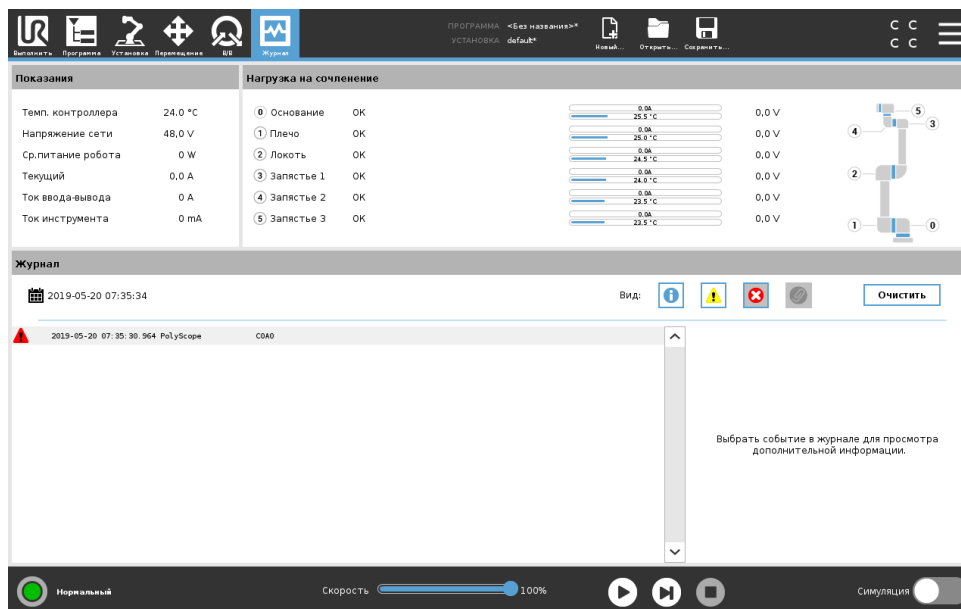 UR
ПРОГРАММА <Без названия>*
УСТАНОВКА default*
C C
C C
Выполнить Программа Установка Перемещение В/В Журнал
Новый... Открыть... Сохранить...
Показания
Темп. контроллера 24.0 °C
Напряжение сети 48,0 V
Ср.питание робота 0 W
Текущий 0,0 A
Ток ввода-вывода 0 A
Ток инструмента 0 mA
Нагрузка на сочленение
0 Основание OK 0.0A 25.5 °C 0,0 V
1 Плечо OK 0.0A 25.0 °C 0,0 V
2 Локоть OK 0.0A 24.5 °C 0,0 V
3 Запястье 1 OK 0.0A 24.0 °C 0,0 V
4 Запястье 2 OK 0.0A 23.5 °C 0,0 V
5 Запястье 3 OK 0.0A 23.5 °C 0,0 V
5
3
4
2
1 0
Журнал
2019-05-20 07:35:34 Вид: Очистить
2019-05-20 07:35:30.964 PolyScope C0A0
Выбрать событие в журнале для просмотра
дополнительной информации.
Нормальный Скорость 100% Симуляция